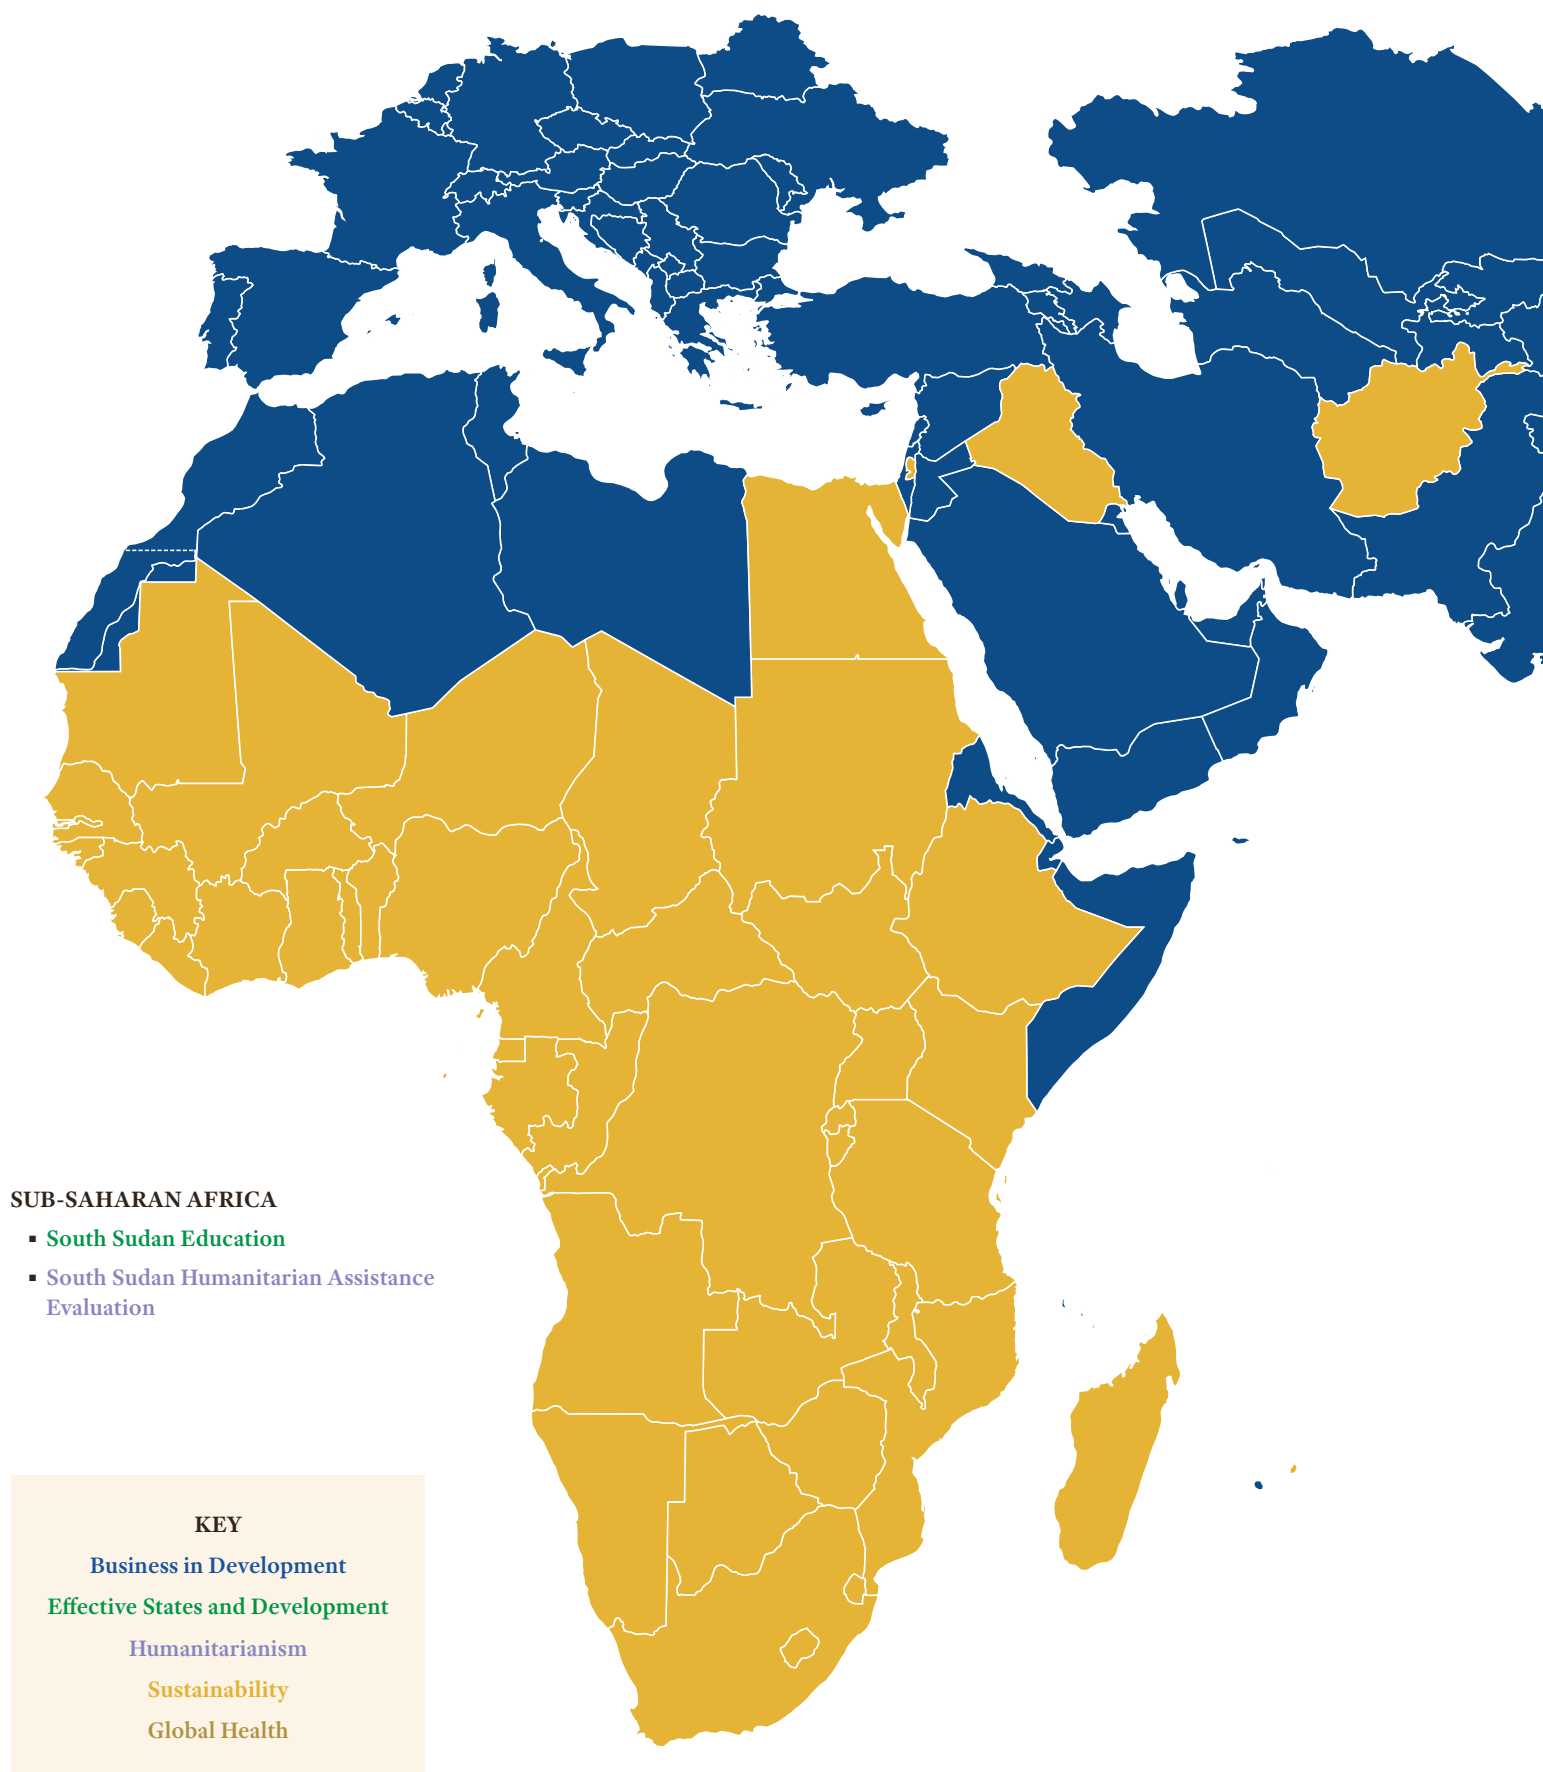 SUB-SAHARAN AFRICA
▪ South Sudan Education
▪ South Sudan Humanitarian Assistance
Evaluation
KEY
Business in Development
Effective States and Development
Humanitarianism
Sustainability
Global Health